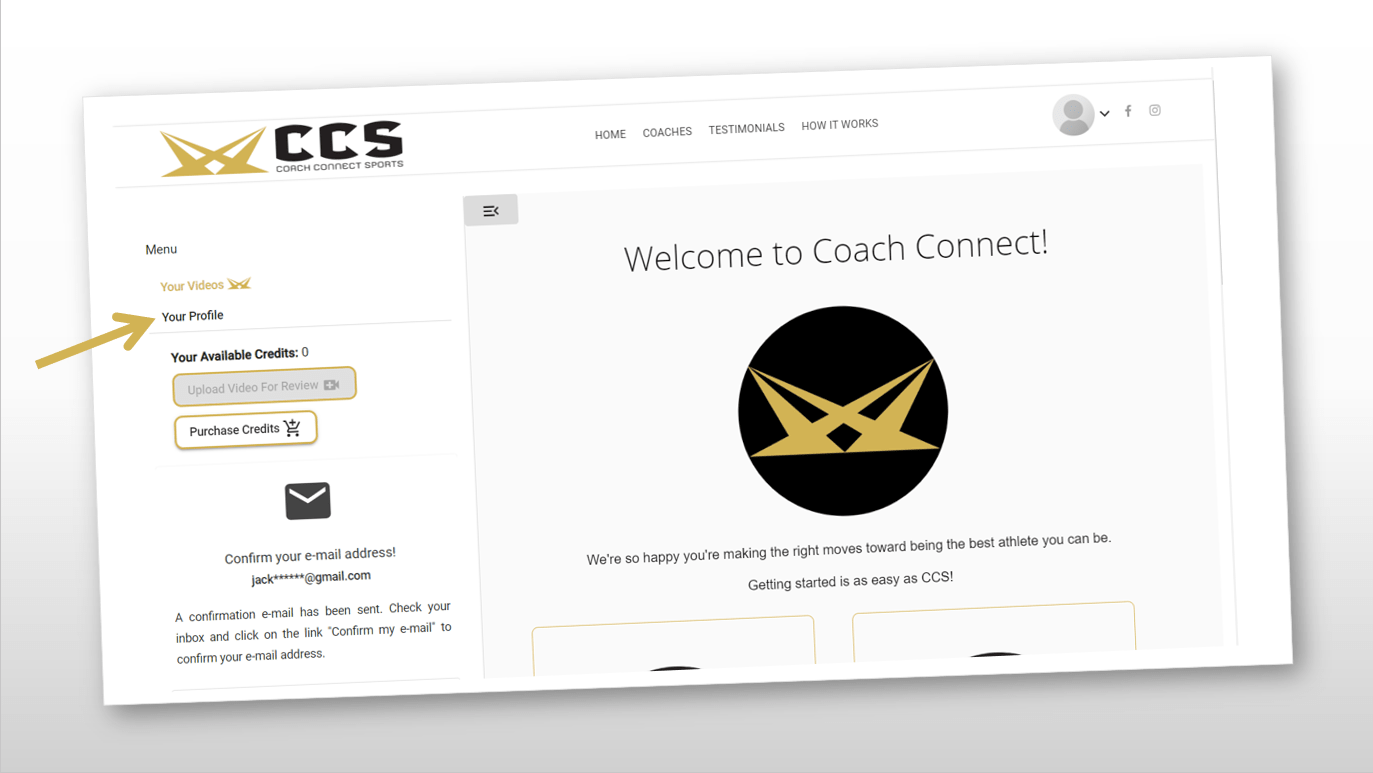 CCS
COACH CONNECT SPORTS
HOME COACHES TESTIMONIALS HOW IT WORKS
Menu
Your Videos
Your Profile
Your Available Credits: 0
Upload Video For Review
Purchase Credits
Confirm your e-mail address!
jack******@gmail.com
A confirmation e-mail has been sent. Check your
inbox and click on the link "Confirm my e-mail" to
confirm your e-mail address.
Welcome to Coach Connect!
We're so happy you're making the right moves toward being the best athlete you can be.
Getting started is as easy as CCS!